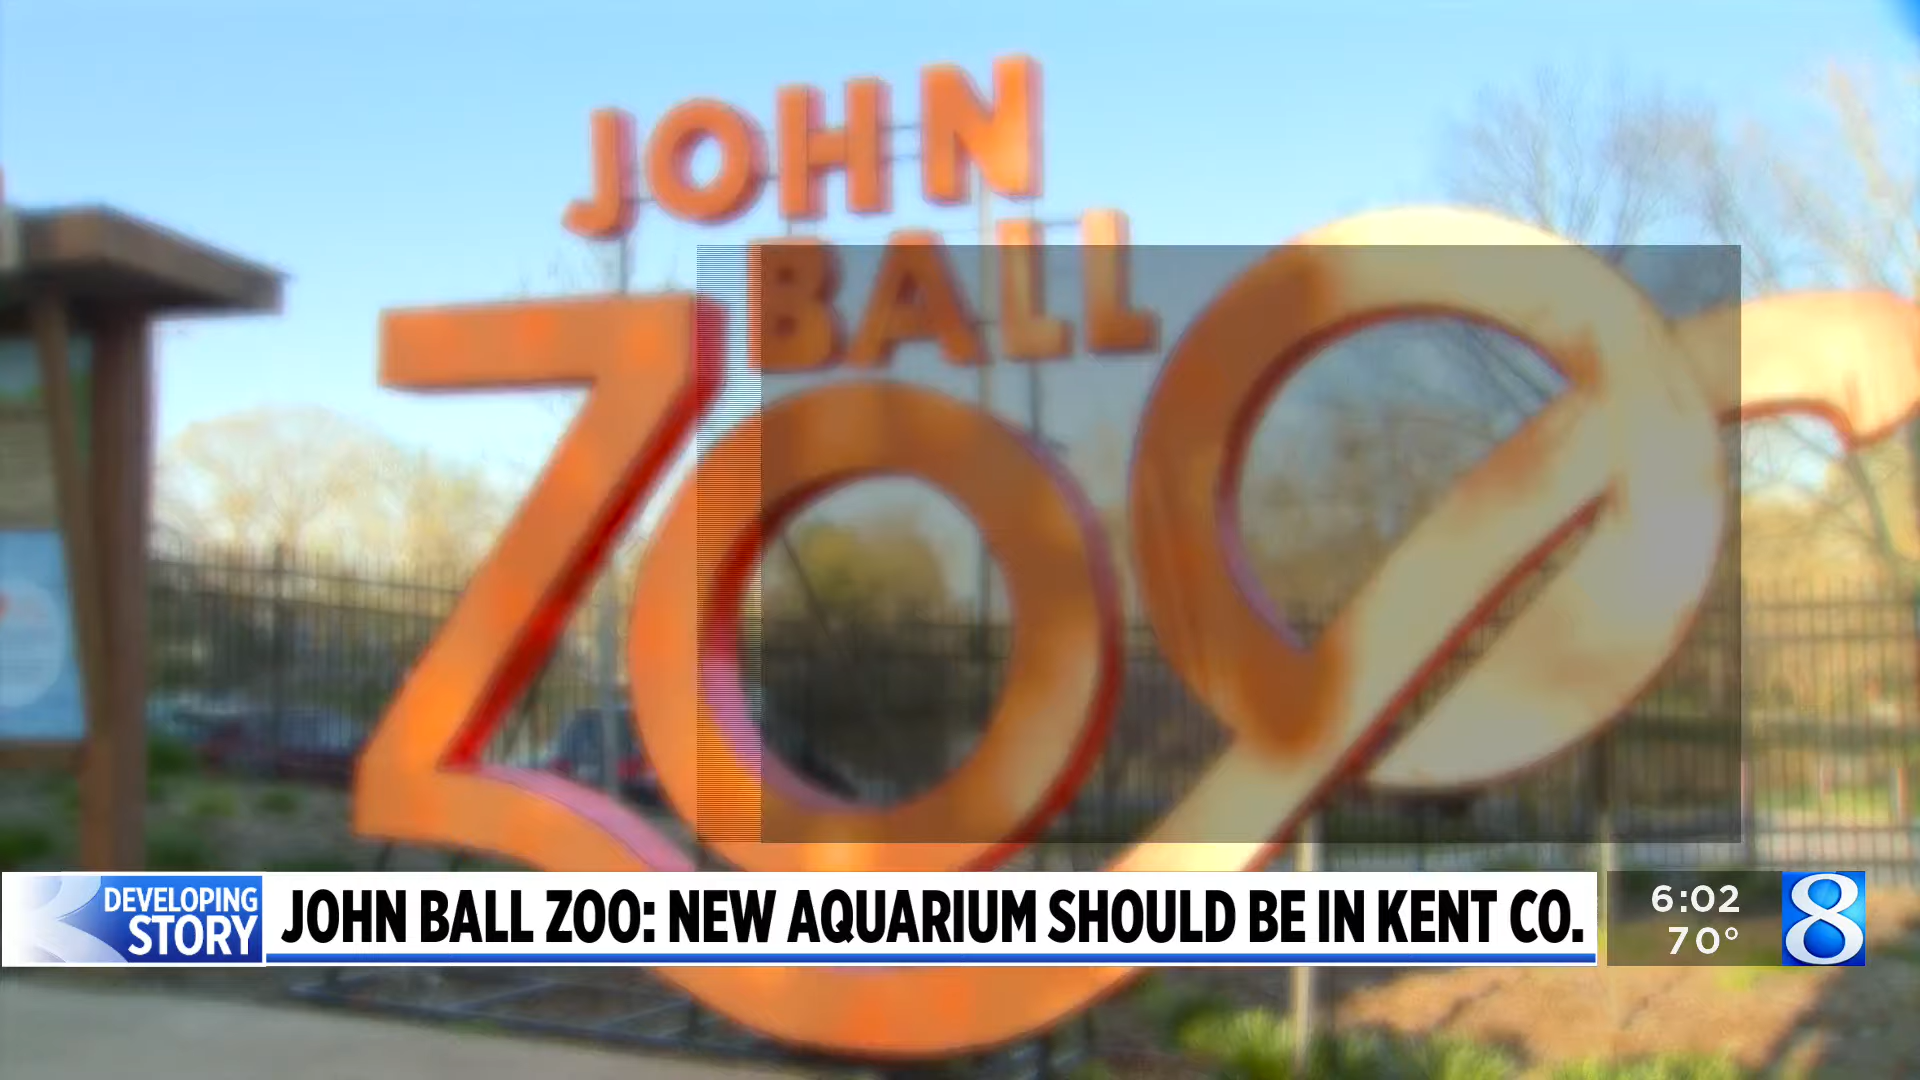 JOHN
BALL
ZOO
DEVELOPING
STORY
JOHN BALL ZOO: NEW AQUARIUM SHOULD BE IN KENT CO.
6:02
70°
8